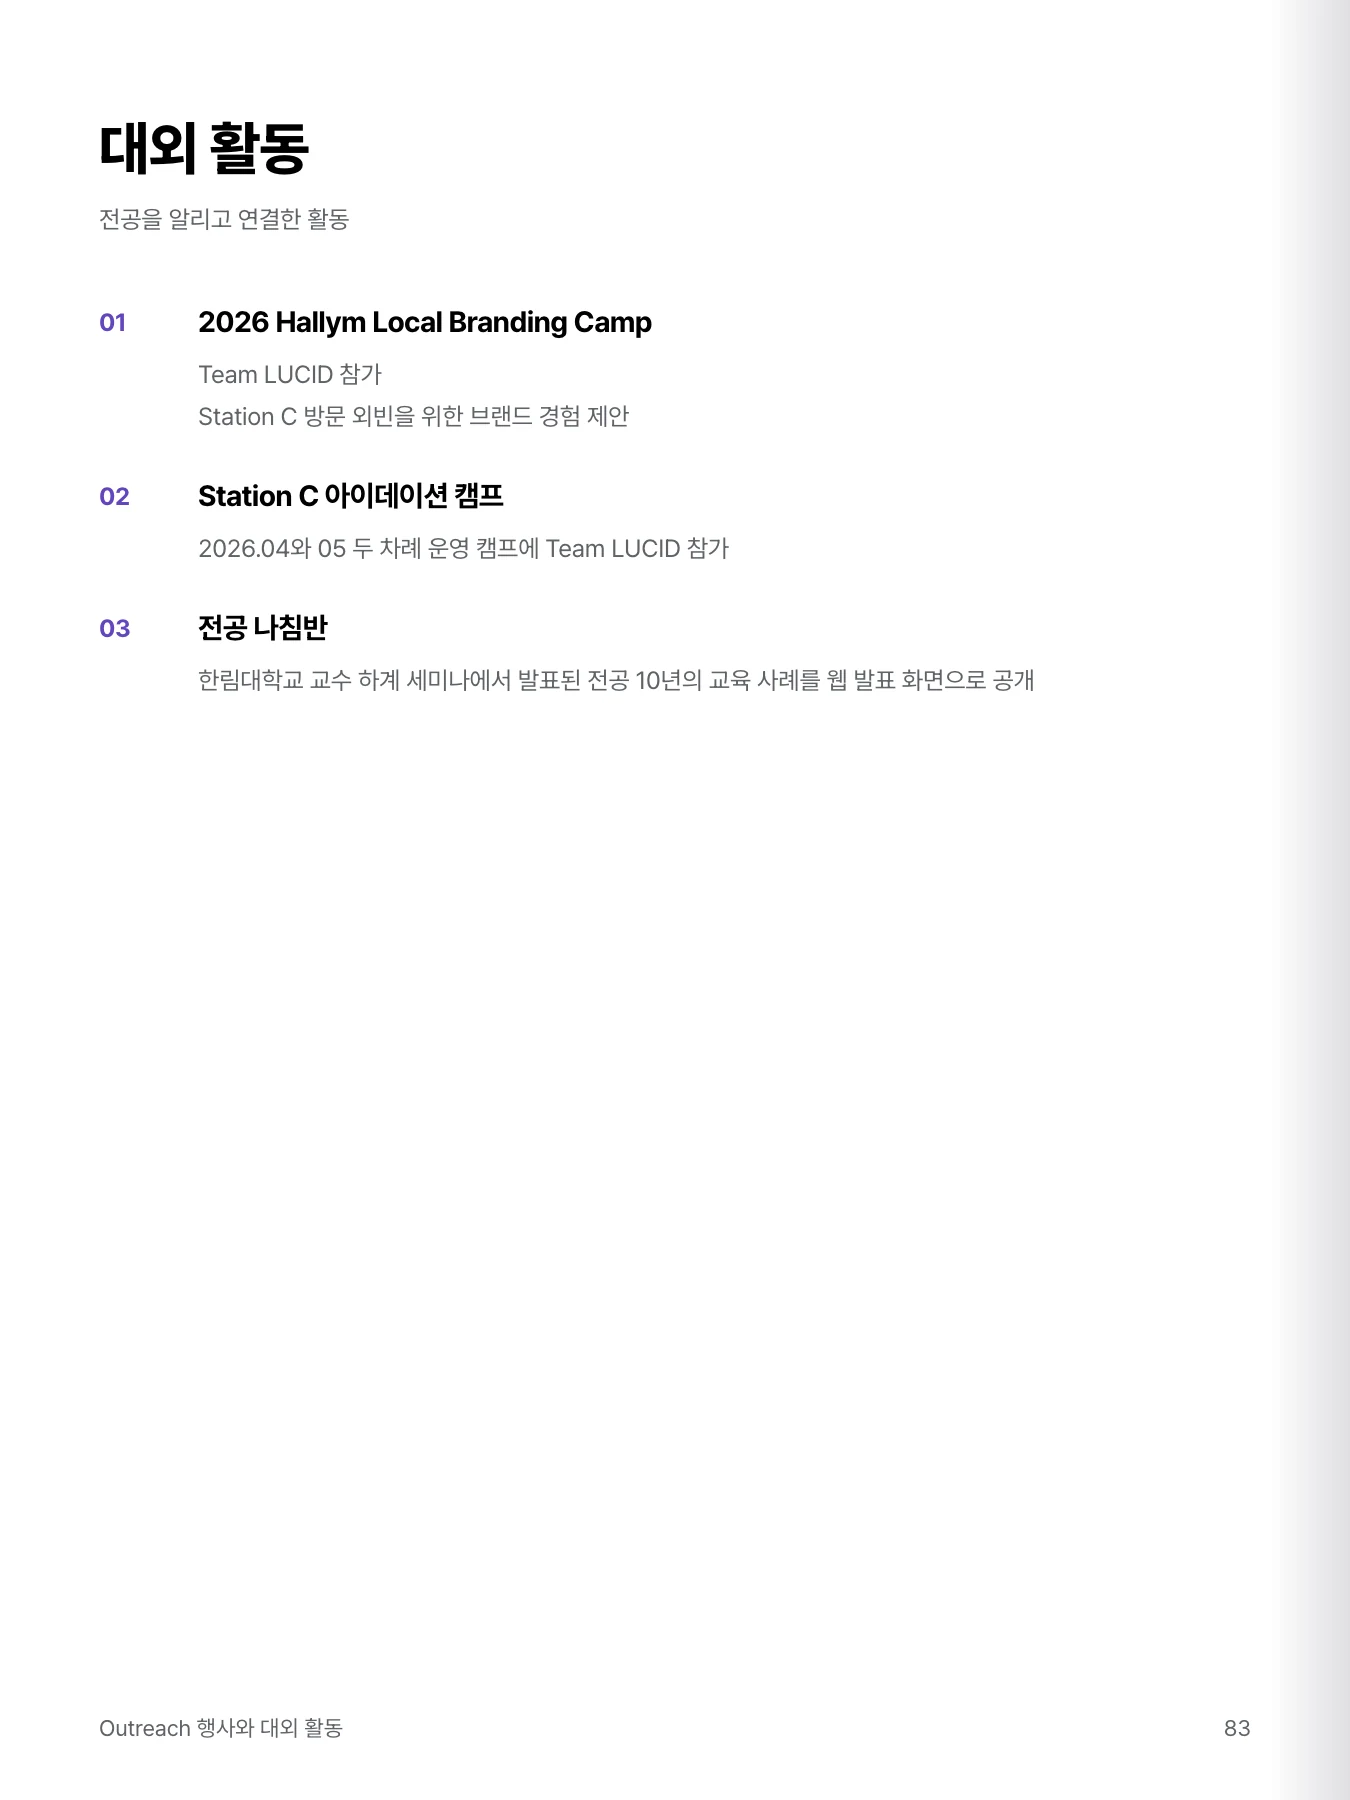 대외 활동
전공을 알리고 연결한 활동
01 2026 Hallym Local Branding Camp
Team LUCID 참가
Station C 방문 외빈을 위한 브랜드 경험 제안
02 Station C 아이데이션 캠프
2026.04와 05 두 차례 운영 캠프에 Team LUCID 참가
03 전공 나침반
한림대학교 교수 하계 세미나에서 발표된 전공 10년의 교육 사례를 웹 발표 화면으로 공개
Outreach 행사와 대외 활동 83